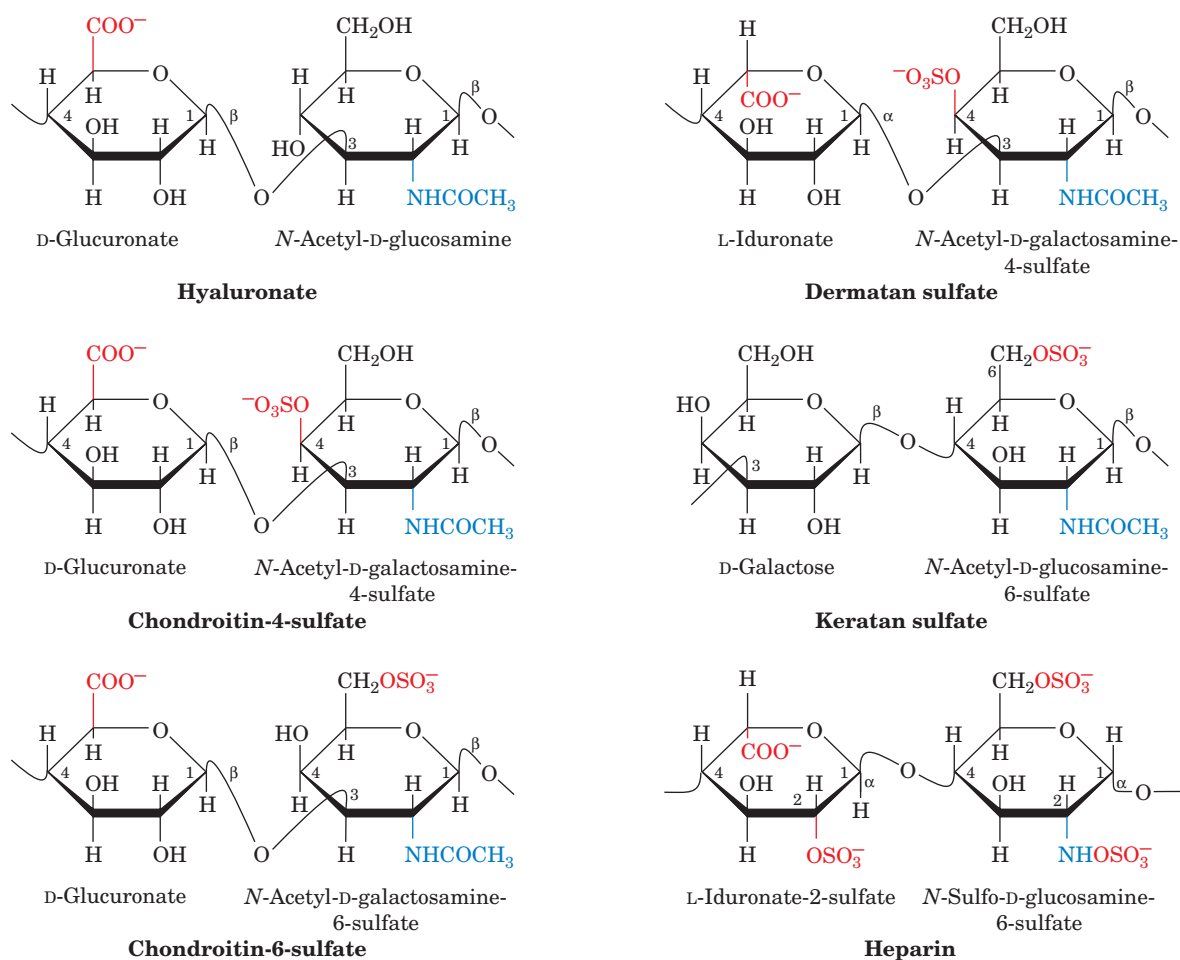 COO⁻ CH₂OH
H O H O β
H H O
4 1 β 1
OH H H HO 3 H H
H OH O H NHCOCH₃
D-Glucuronate N-Acetyl-D-glucosamine
Hyaluronate
H CH₂OH
H O ⁻O₃SO O β
COO⁻ H O
4 1 α 4 1
OH H H H 3 H H
H OH O H NHCOCH₃
L-Iduronate N-Acetyl-D-galactosamine-
4-sulfate
Dermatan sulfate
COO⁻ CH₂OH
H O ⁻O₃SO O β
H H O
4 1 β 4 1
OH H H H 3 H H
H OH O H NHCOCH₃
D-Glucuronate N-Acetyl-D-galactosamine-
4-sulfate
Chondroitin-4-sulfate
CH₂OH CH₂OSO₃⁻
6
HO O β H O β
H O H O
4 1
H H OH H H
3
H OH H NHCOCH₃
D-Galactose N-Acetyl-D-glucosamine-
6-sulfate
Keratan sulfate
COO⁻ CH₂OSO₃⁻
H O HO O β
H H O
4 1 β 4 1
OH H H H 3 H H
H OH O H NHCOCH₃
D-Glucuronate N-Acetyl-D-galactosamine-
6-sulfate
Chondroitin-6-sulfate
H CH₂OSO₃⁻
H O H O H
COO⁻ O H
4 1 α 4 1 α
OH H H OH H O
2 2
H OSO₃⁻ H NHOSO₃⁻
L-Iduronate-2-sulfate N-Sulfo-D-glucosamine-
6-sulfate
Heparin